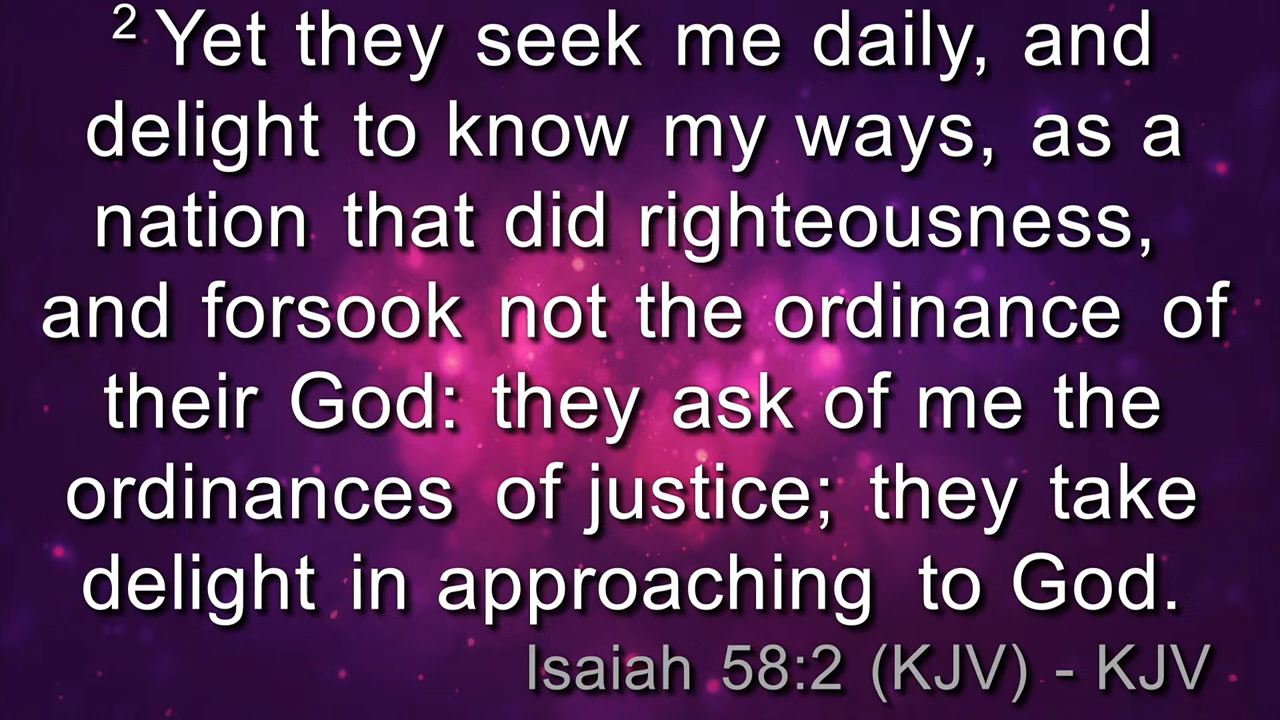 2 Yet they seek me daily, and
delight to know my ways, as a
nation that did righteousness,
and forsook not the ordinance of
their God: they ask of me the
ordinances of justice; they take
delight in approaching to God.
Isaiah 58:2 (KJV) - KJV